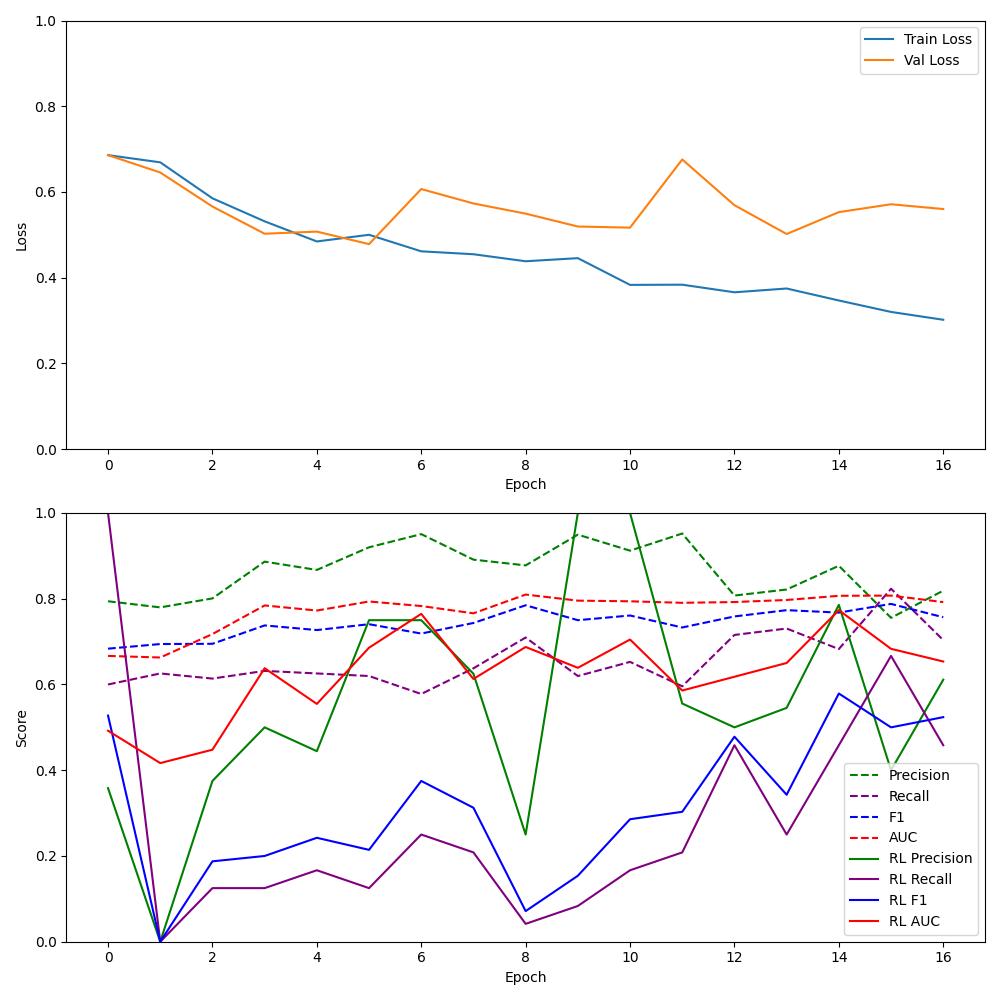 1.0
0.8
0.6
0.4
0.2
0.0
Loss
Train Loss
Val Loss
0 2 4 6 8 10 12 14 16
Epoch
1.0
0.8
0.6
0.4
0.2
0.0
Score
Precision
Recall
F1
AUC
RL Precision
RL Recall
RL F1
RL AUC
0 2 4 6 8 10 12 14 16
Epoch